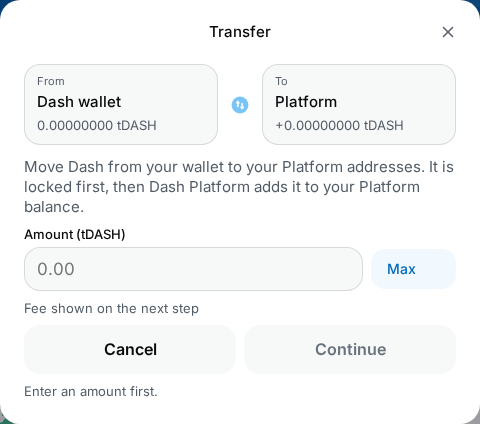 Transfer
From
Dash wallet
0.00000000 tDASH
To
Platform
+0.00000000 tDASH
Move Dash from your wallet to your Platform addresses. It is
locked first, then Dash Platform adds it to your Platform
balance.
Amount (tDASH)
0.00
Max
Fee shown on the next step
Cancel
Continue
Enter an amount first.